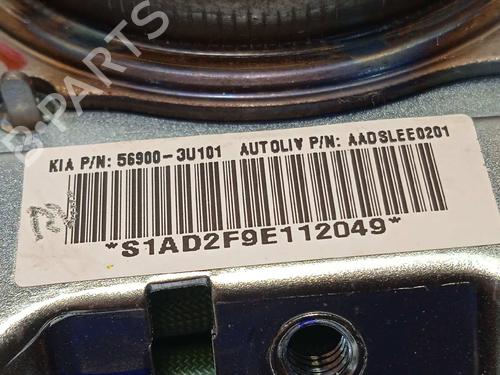 B-PARTS
KIA P/N: 56900-3U101 AUTOLIV P/N: AADSLEE0201
*S1AD2F9E112049*